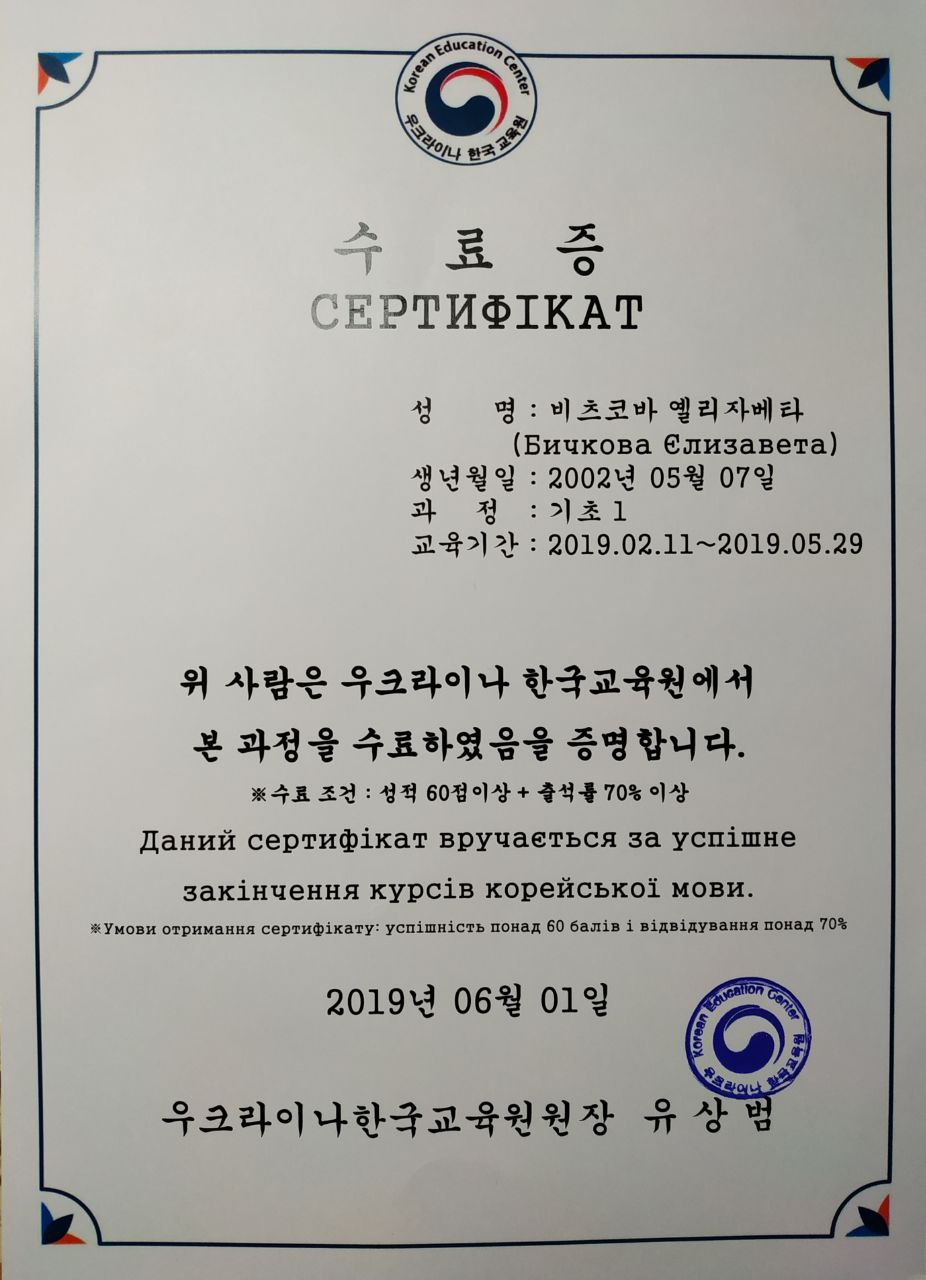 Korean Education Center
우크라이나 한국 교육원
수 료 증
СЕРТИФІКАТ
성 명 : 비츠코바 옐리자베타
(Бичкова Єлизавета)
생년월일 : 2002년 05월 07일
과 정 : 기초 1
교육기간 : 2019.02.11~2019.05.29
위 사람은 우크라이나 한국교육원에서
본 과정을 수료하였음을 증명합니다.
※수료 조건 : 성적 60점이상 + 출석률 70% 이상
Даний сертифікат вручається за успішне
закінчення курсів корейської мови.
※Умови отримання сертифікату: успішність понад 60 балів і відвідування понад 70%
2019년 06월 01일
Korean Education Center
우크라이나 한국교육원
우크라이나한국교육원원장 유 상 범